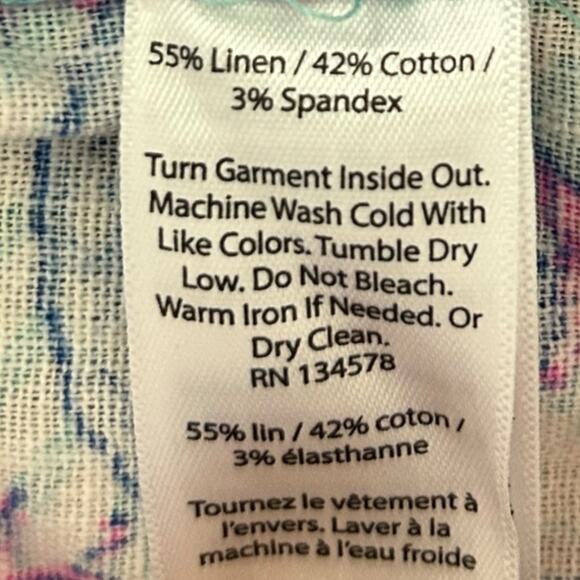 55% Linen / 42% Cotton /
3% Spandex
Turn Garment Inside Out.
Machine Wash Cold With
Like Colors. Tumble Dry
Low. Do Not Bleach.
Warm Iron If Needed. Or
Dry Clean.
RN 134578
55% lin / 42% coton /
3% élasthanne
Tournez le vêtement à
l'envers. Laver à la
machine à l'eau froide